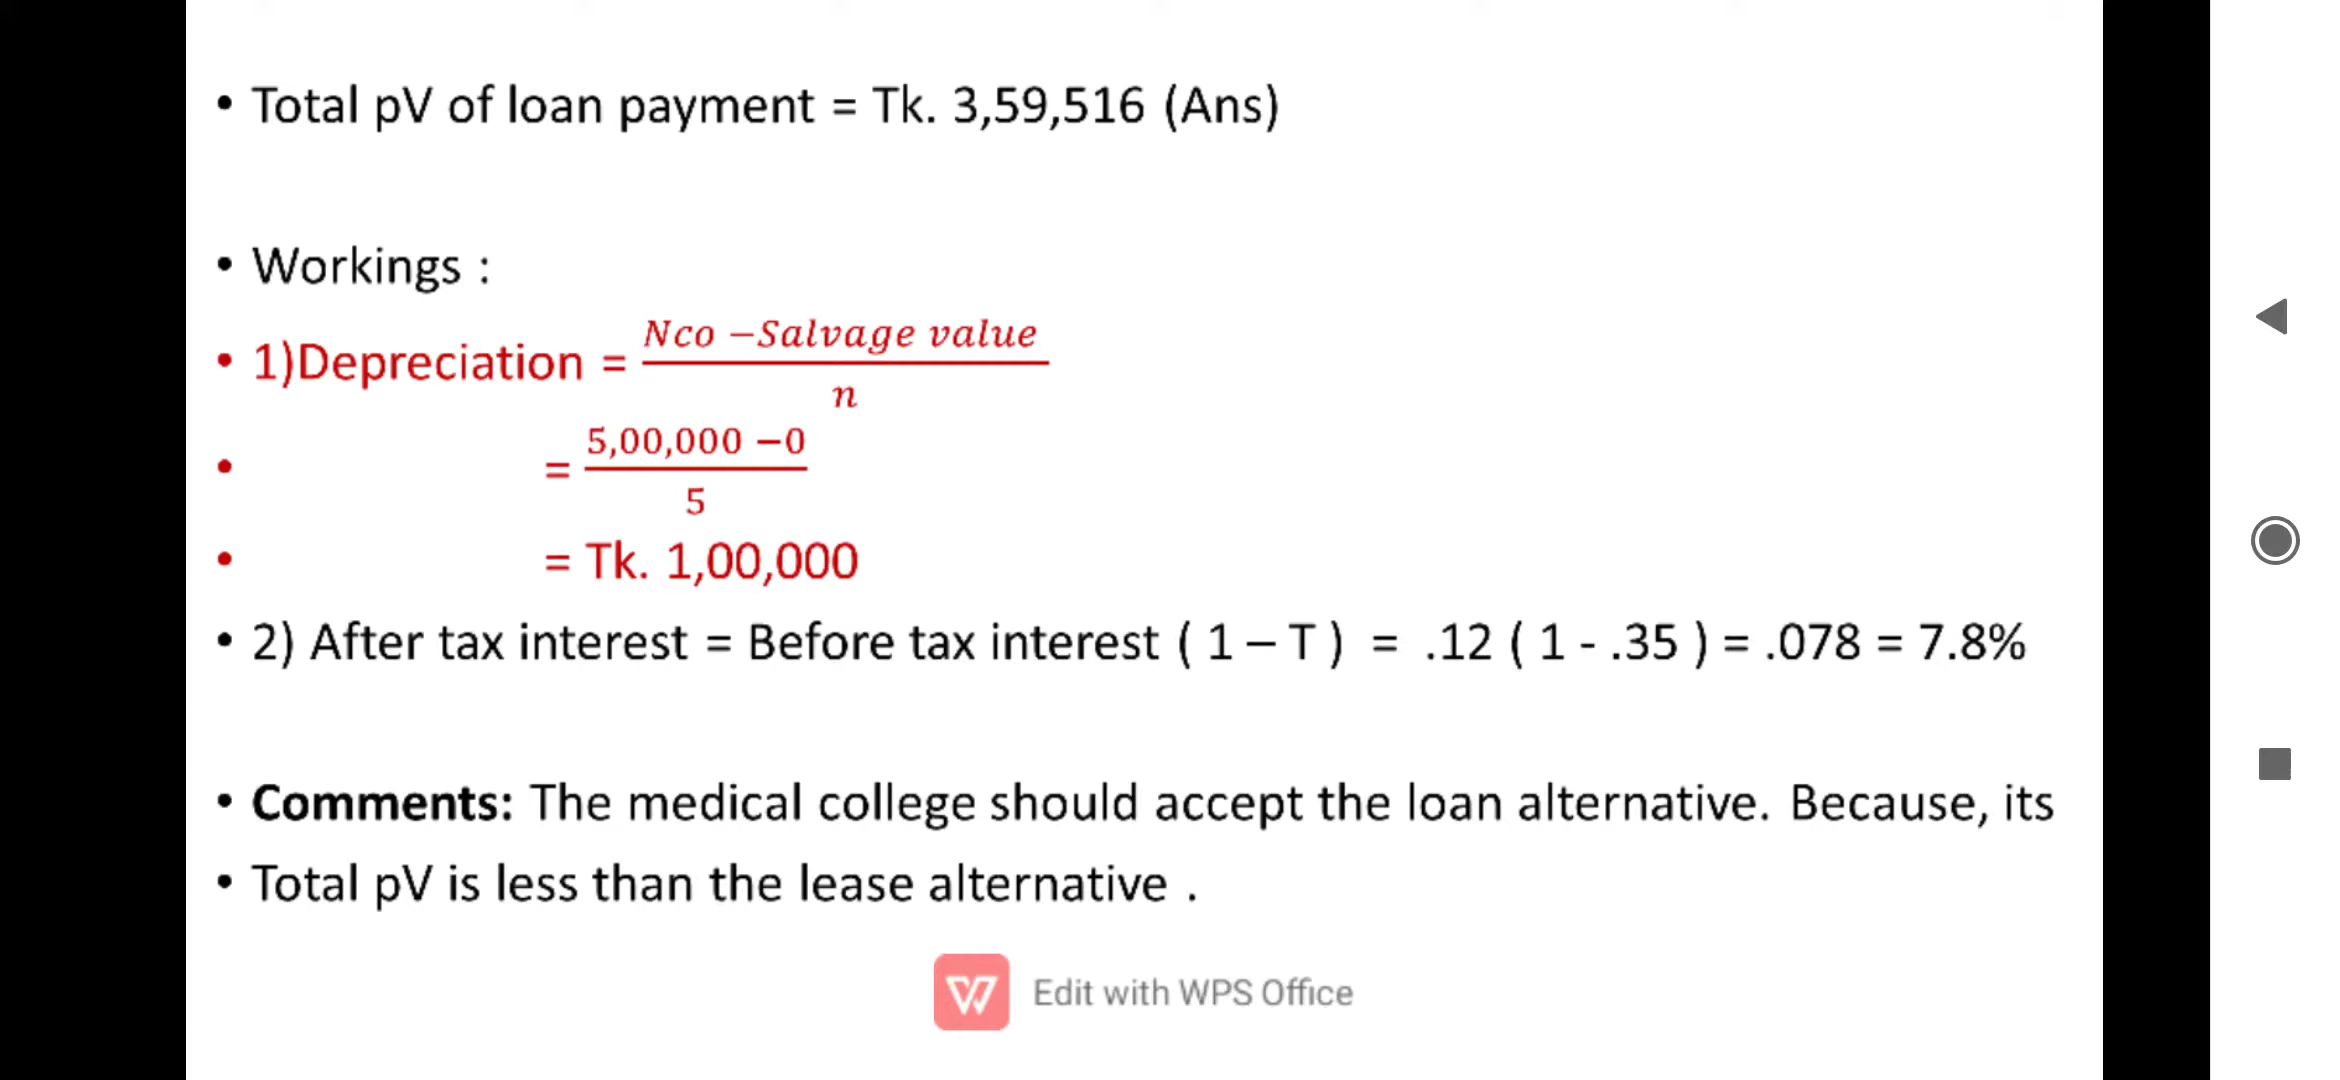 • Total pV of loan payment = Tk. 3,59,516 (Ans)
• Workings :
• 1)Depreciation = Nco −Salvage value / n
• = 5,00,000 −0 / 5
• = Tk. 1,00,000
• 2) After tax interest = Before tax interest ( 1 – T ) = .12 ( 1 - .35 ) = .078 = 7.8%
• Comments: The medical college should accept the loan alternative. Because, its
• Total pV is less than the lease alternative .
Edit with WPS Office